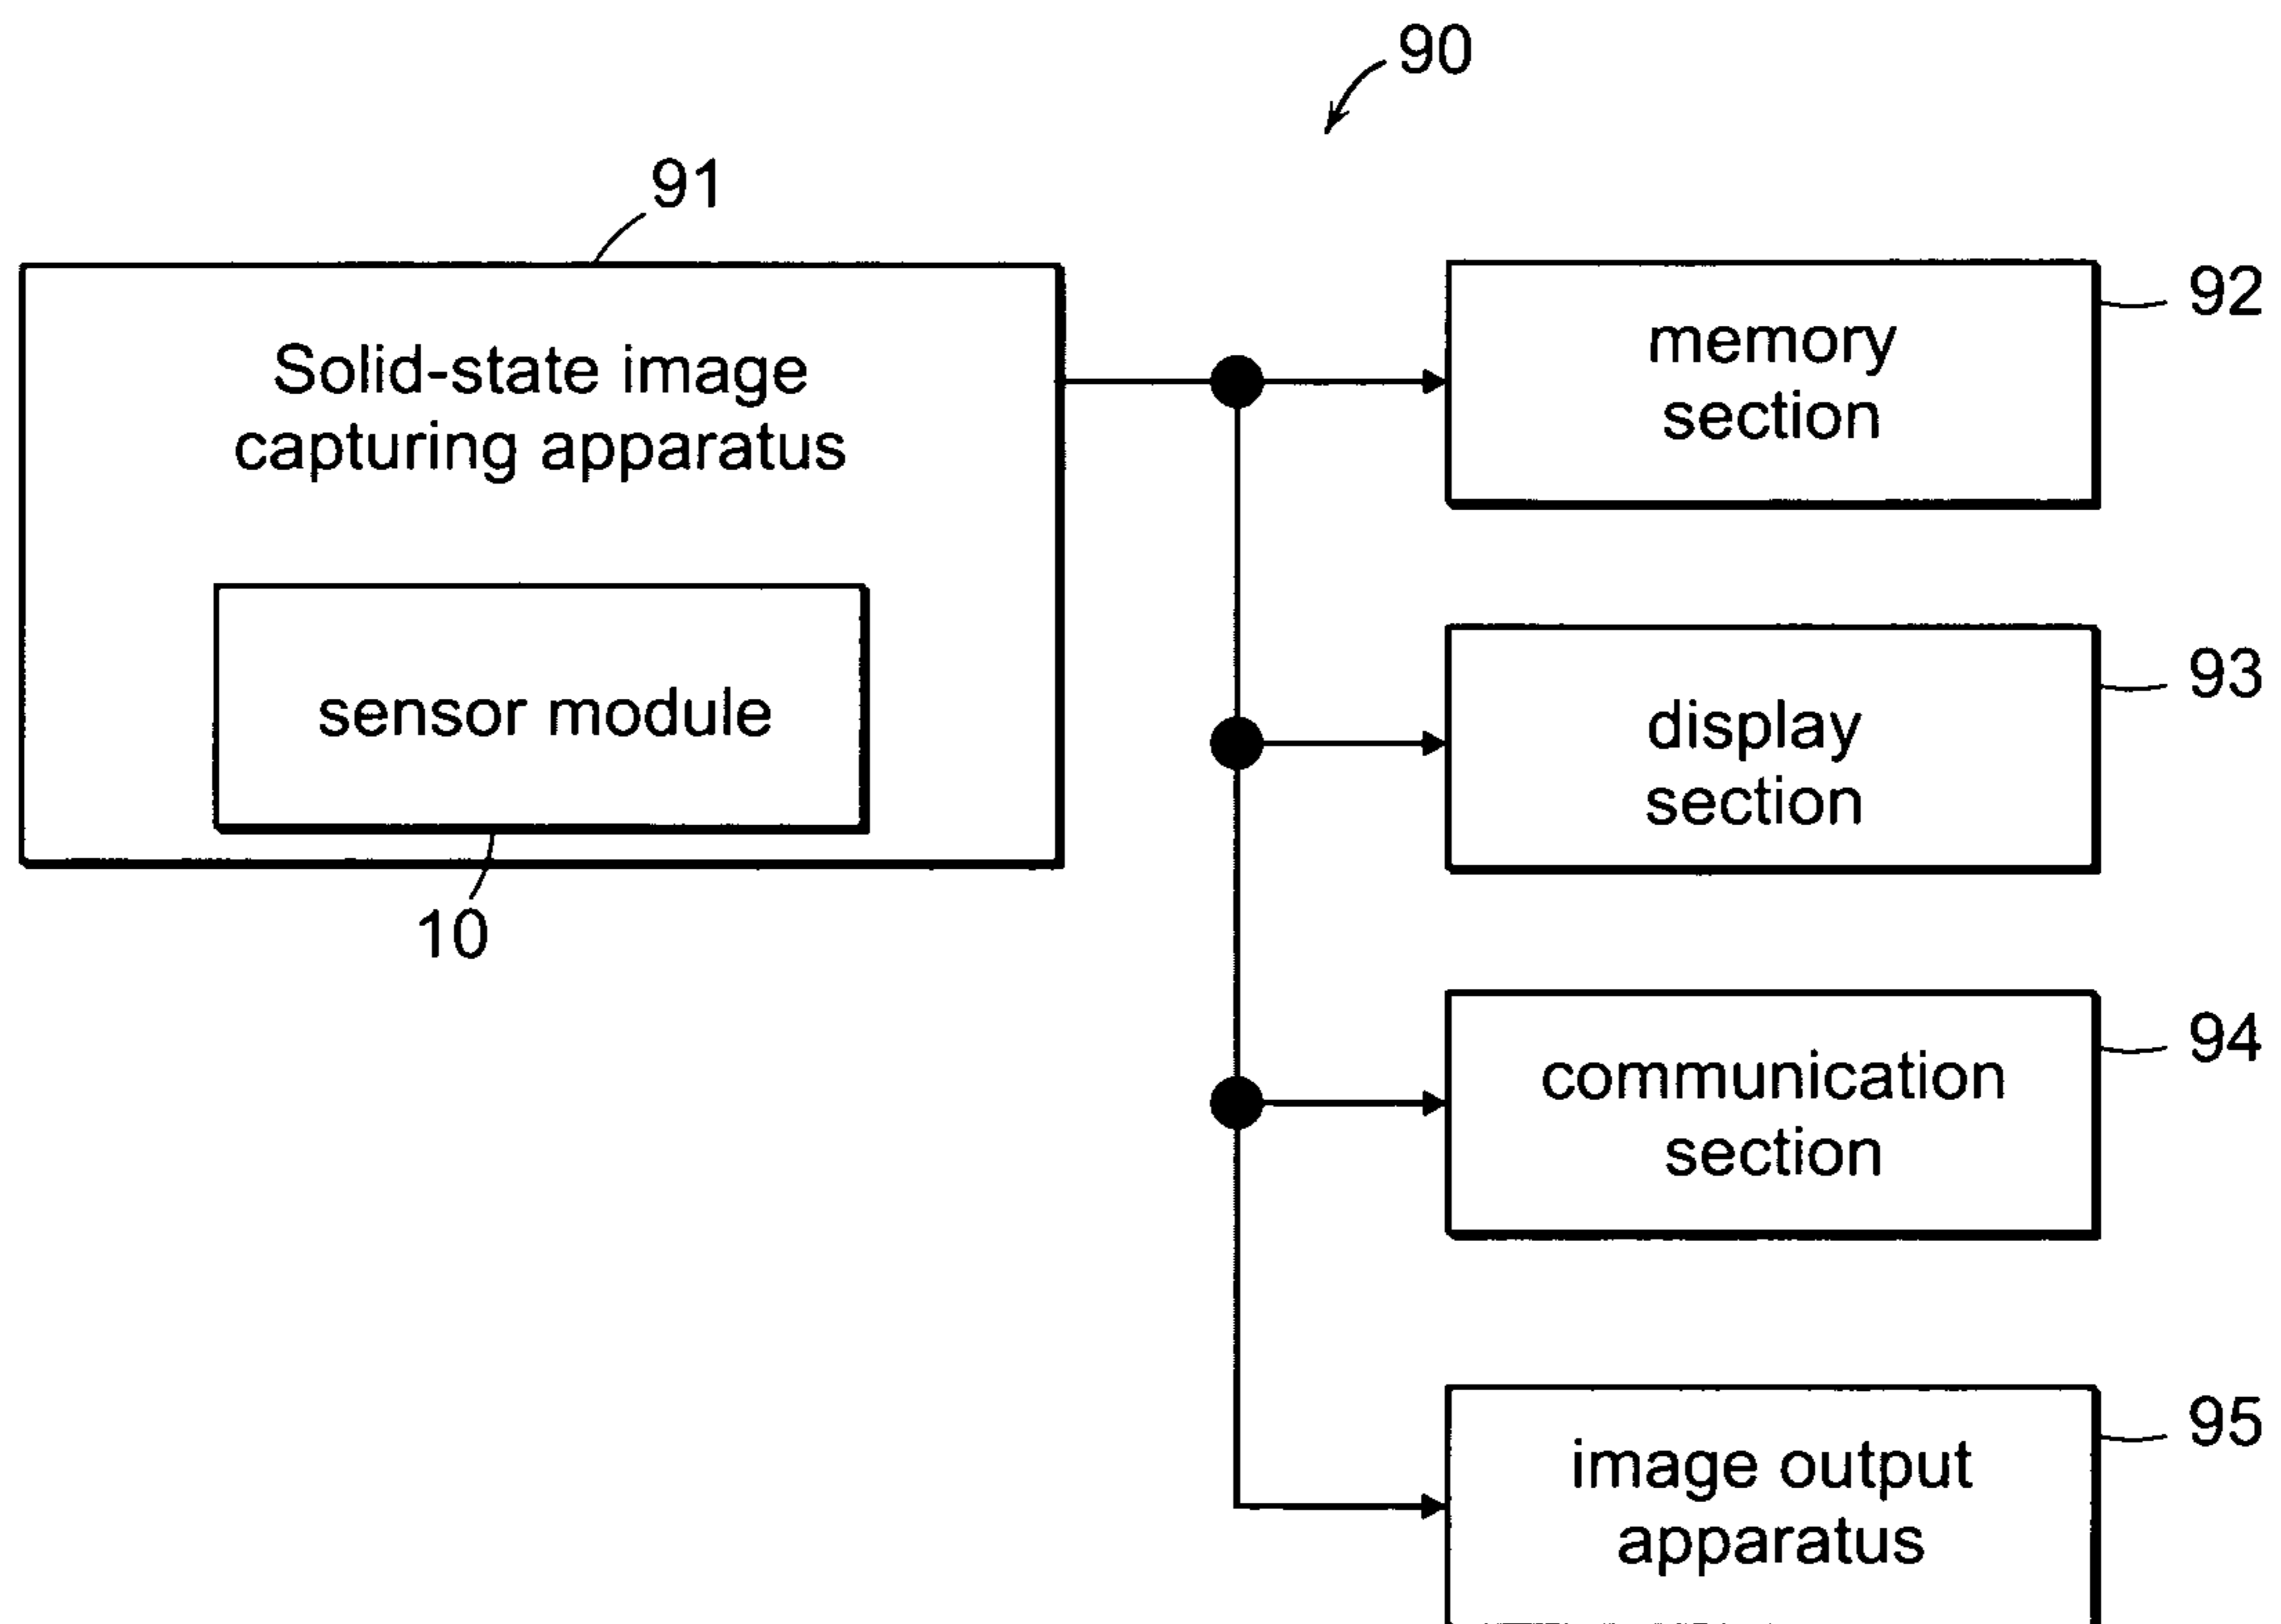 90
91
Solid-state image
capturing apparatus
sensor module
10
memory
section
92
display
section
93
communication
section
94
image output
apparatus
95